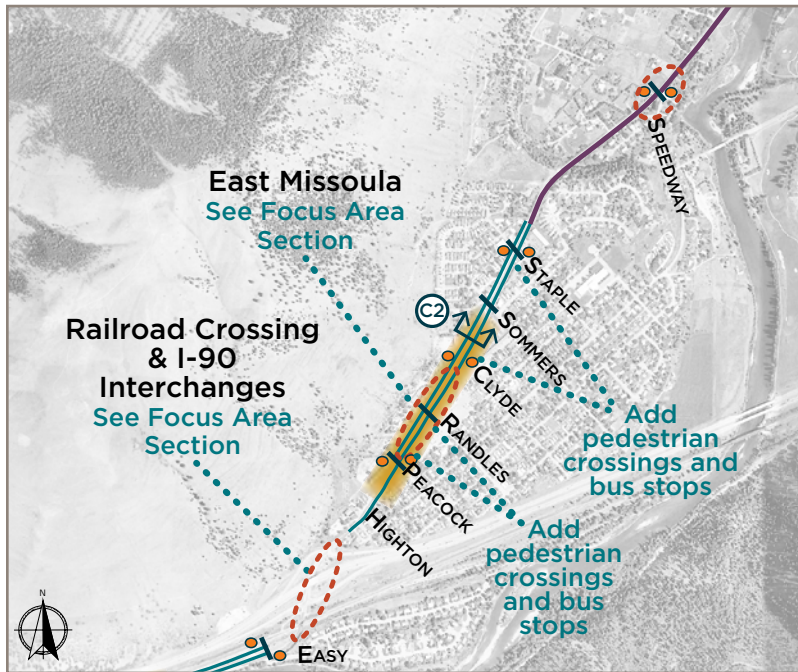 SPEEDWAY
East Missoula
See Focus Area
Section
STAPLE
C2
SOMMERS
Railroad Crossing
& I-90
Interchanges
See Focus Area
Section
CLYDE
RANDLES
Add
pedestrian
crossings and
bus stops
PEACOCK
HIGHTON
Add
pedestrian
crossings
and bus
stops
N
EASY